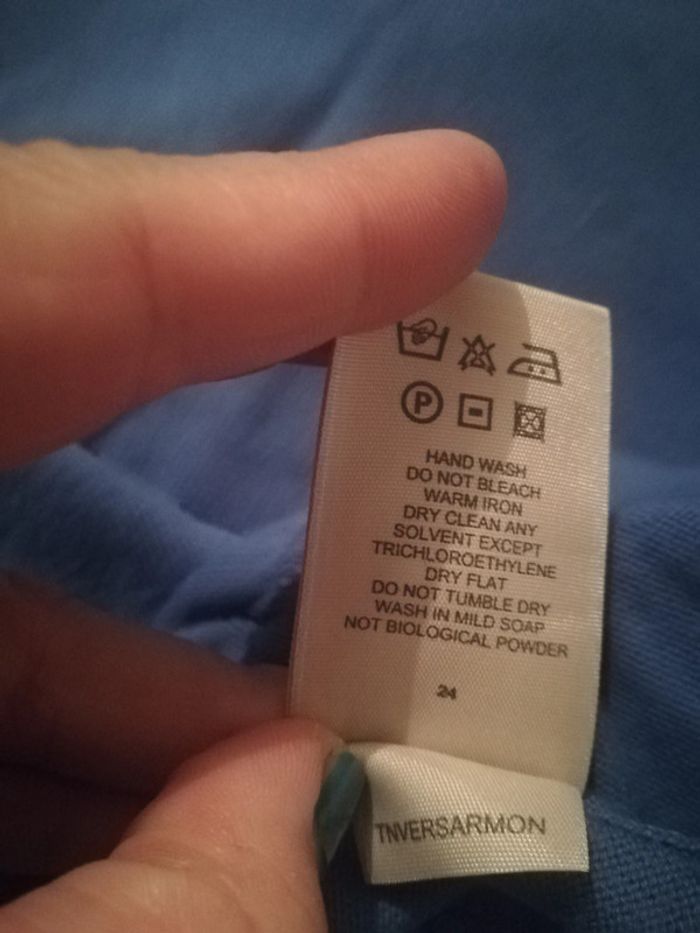 P
HAND WASH
DO NOT BLEACH
WARM IRON
DRY CLEAN ANY
SOLVENT EXCEPT
TRICHLOROETHYLENE
DRY FLAT
DO NOT TUMBLE DRY
WASH IN MILD SOAP
NOT BIOLOGICAL POWDER
24
TNVERSARMON